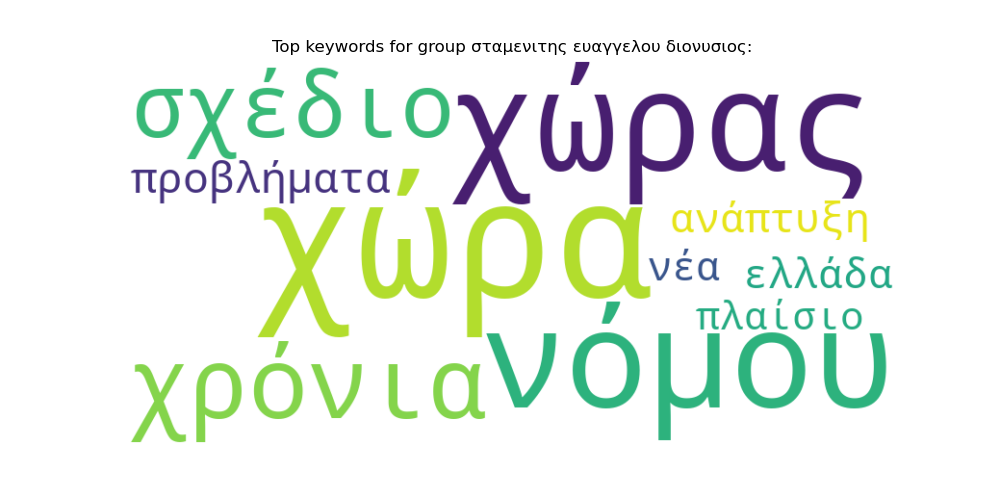 Top keywords for group σταμενιτης ευαγγελου διονυσιος:
σχέδιο
χώρας
προβλήματα
χώρα
ανάπτυξη
νέα
ελλάδα
πλαίσιο
χρόνια
νόμου